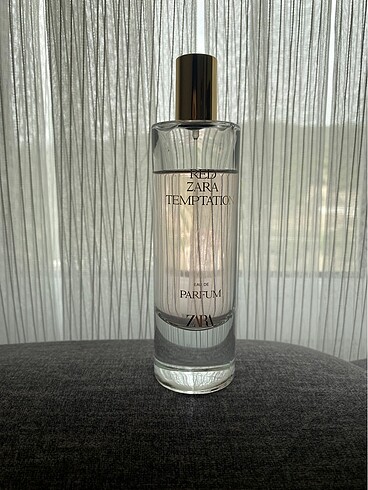 RED
ZARA
TEMPTATION
EAU DE
PARFUM
ZARA